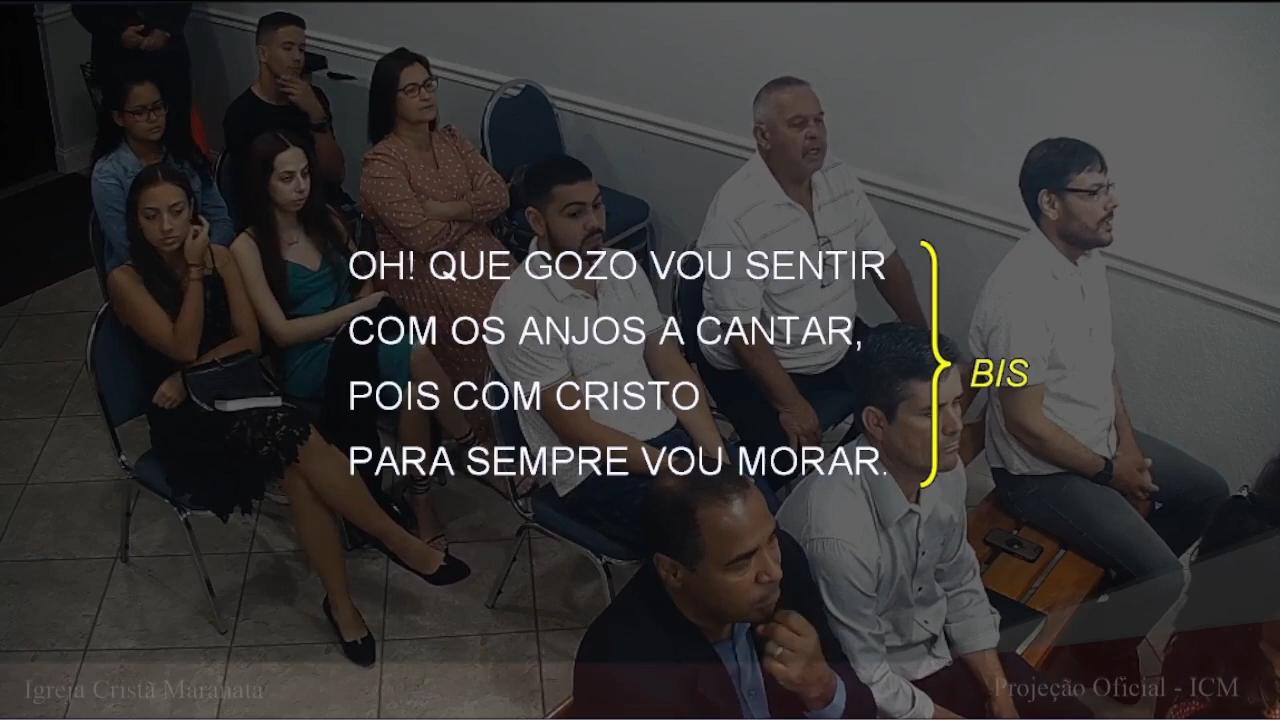 OH! QUE GOZO VOU SENTIR
COM OS ANJOS A CANTAR,
POIS COM CRISTO
PARA SEMPRE VOU MORAR.
BIS
Igreja Cristã Maranata
Projeção Oficial - ICM